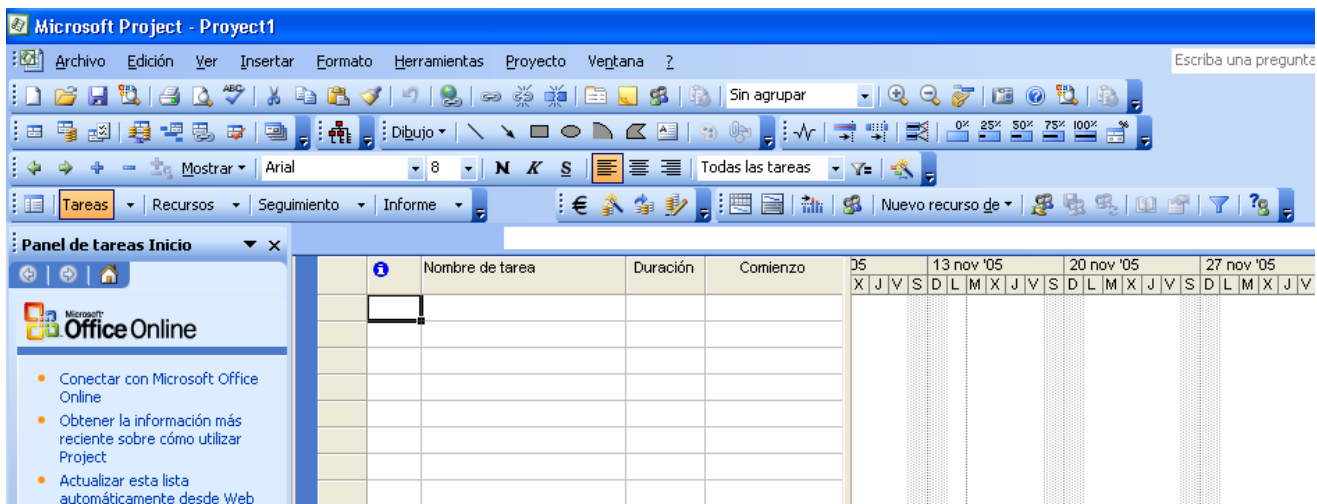 Microsoft Project - Proyect1
Archivo Edición Ver Insertar Formato Herramientas Proyecto Ventana ? Escriba una pregunta
ABC Sin agrupar
Dibujo 0% 25% 50% 75% 100% %
Mostrar Arial 8 N K S Todas las tareas
Tareas Recursos Seguimiento Informe € Nuevo recurso de
Panel de tareas Inicio
Nombre de tarea Duración Comienzo 05 13 nov '05 20 nov '05 27 nov '05
X J V S D L M X J V S D L M X J V S D L M X J V
Microsoft
Office Online
Conectar con Microsoft Office
Online
Obtener la información más
reciente sobre cómo utilizar
Project
Actualizar esta lista
automáticamente desde Web